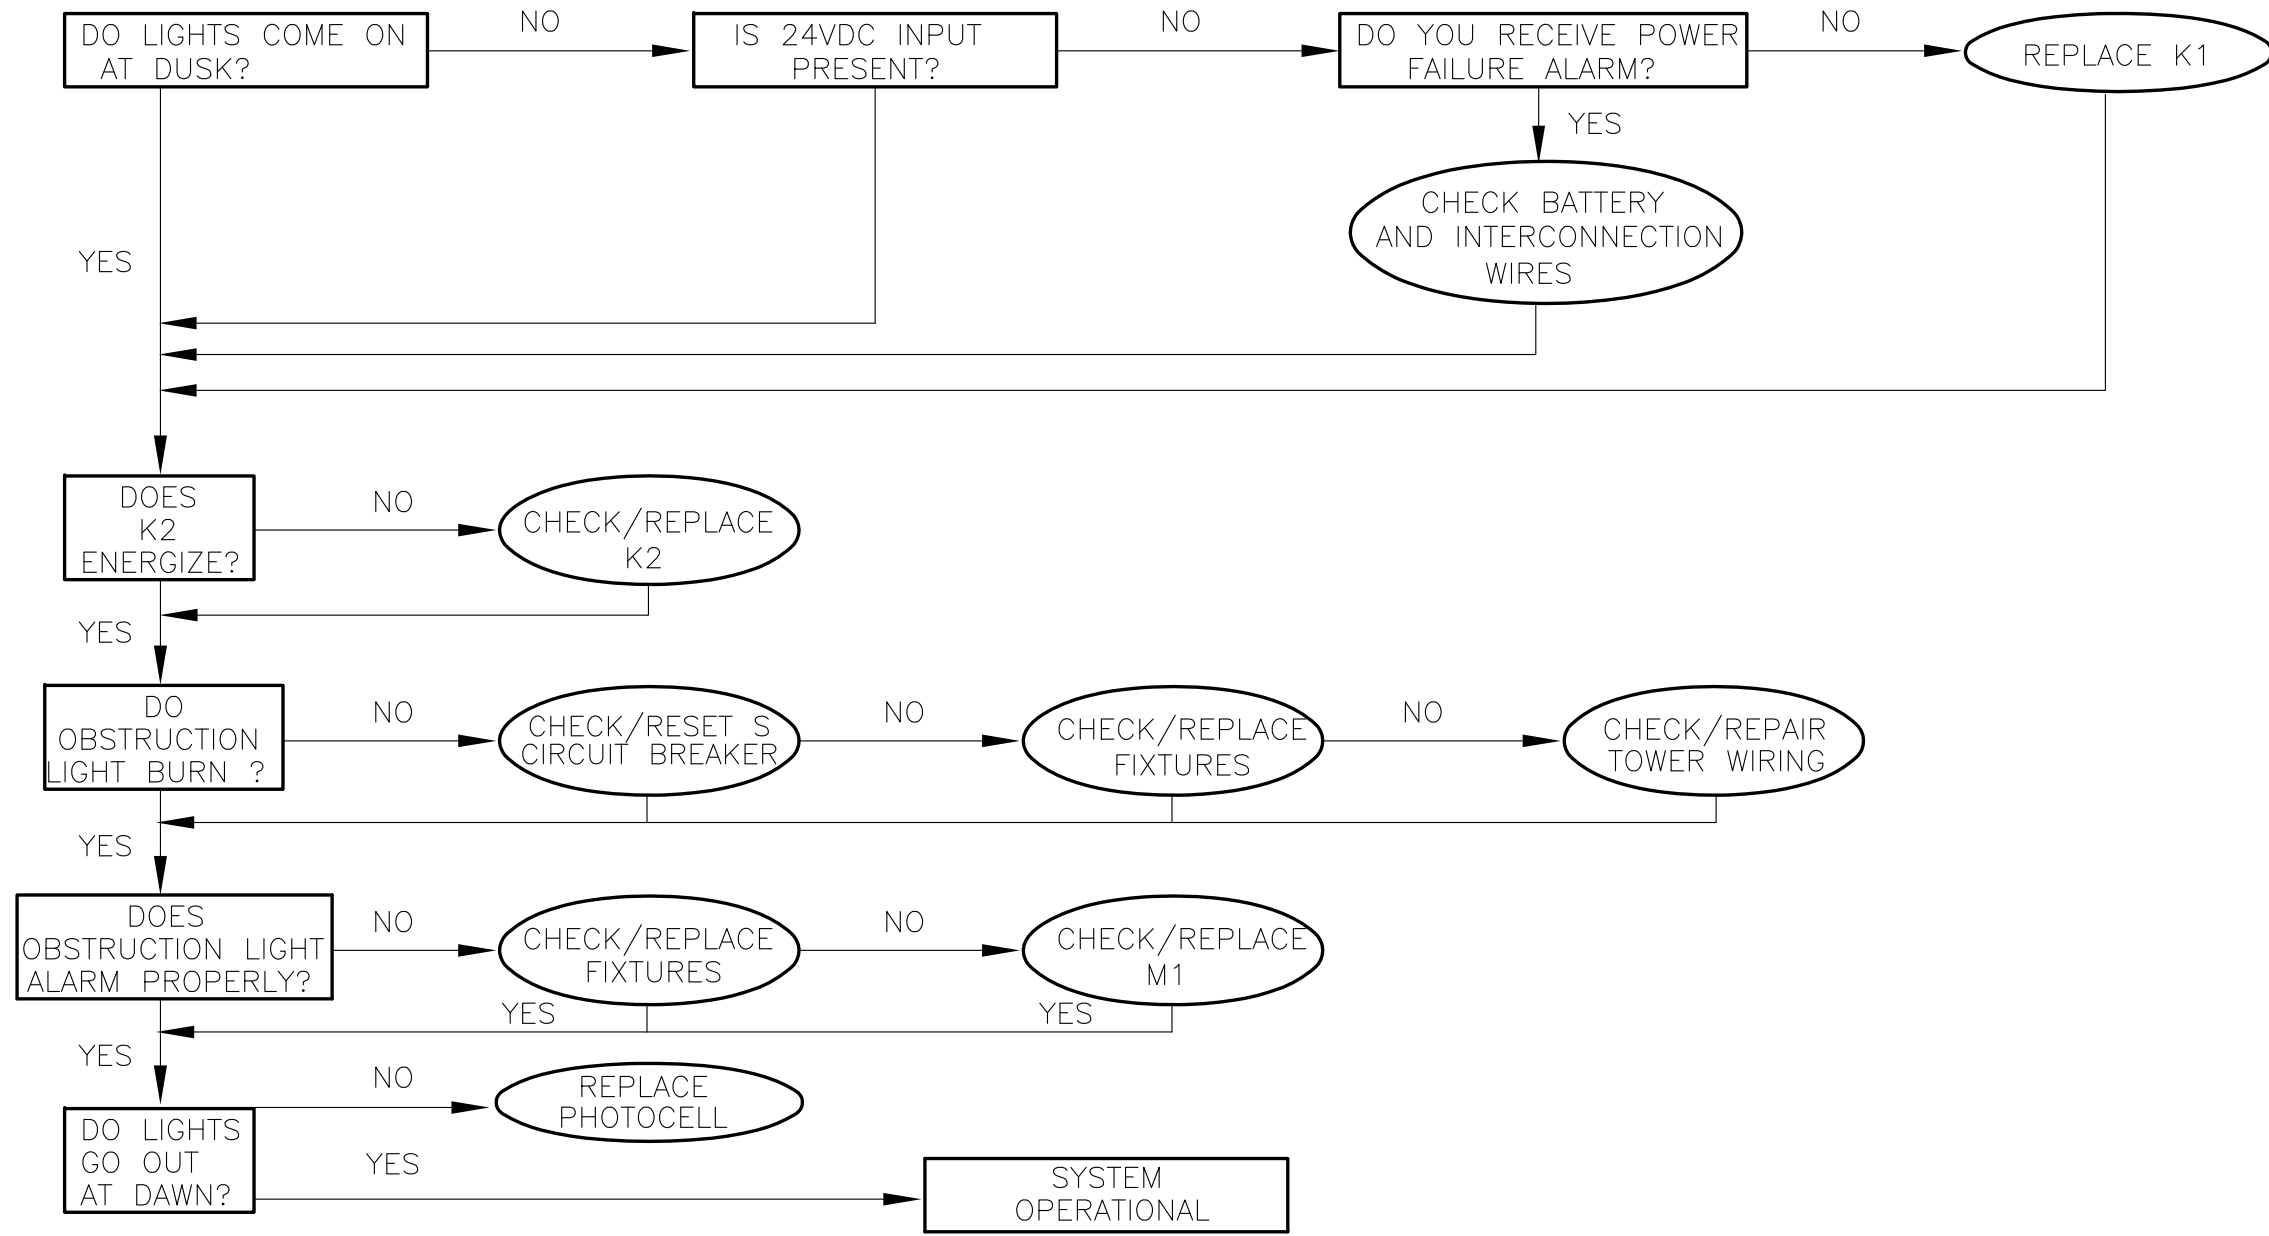 DO LIGHTS COME ON
AT DUSK?
NO
IS 24VDC INPUT
PRESENT?
NO
DO YOU RECEIVE POWER
FAILURE ALARM?
NO
REPLACE K1
YES
CHECK BATTERY
AND INTERCONNECTION
WIRES
YES
DOES
K2
ENERGIZE?
NO
CHECK/REPLACE
K2
YES
DO
OBSTRUCTION
LIGHT BURN ?
NO
CHECK/RESET S
CIRCUIT BREAKER
NO
CHECK/REPLACE
FIXTURES
NO
CHECK/REPAIR
TOWER WIRING
YES
DOES
OBSTRUCTION LIGHT
ALARM PROPERLY?
NO
CHECK/REPLACE
FIXTURES
NO
CHECK/REPLACE
M1
YES
YES
YES
DO LIGHTS
GO OUT
AT DAWN?
NO
REPLACE
PHOTOCELL
YES
SYSTEM
OPERATIONAL